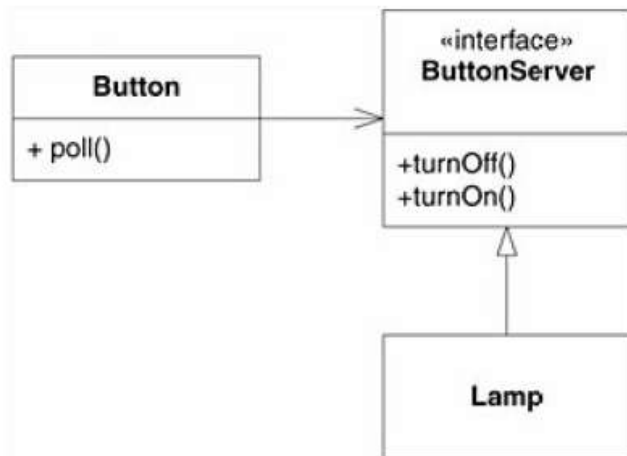 Button
+ poll()
«interface»
ButtonServer
+turnOff()
+turnOn()
Lamp